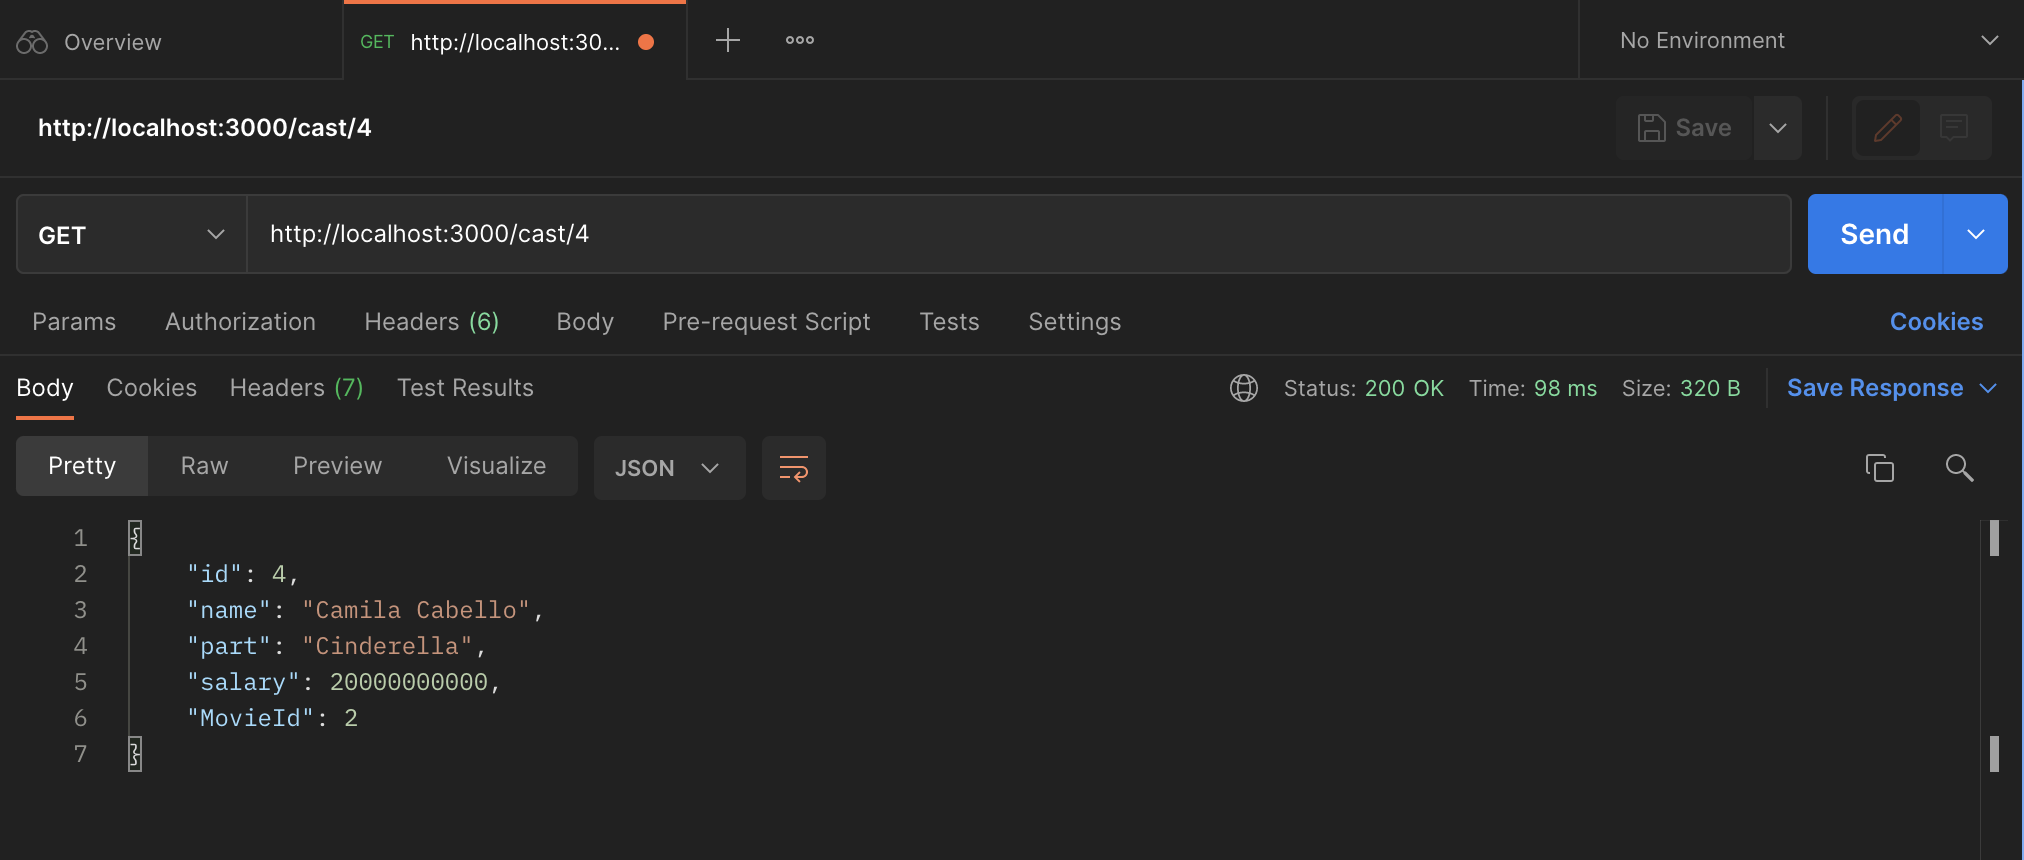 Overview
GET http://localhost:30...
No Environment
http://localhost:3000/cast/4
Save
GET http://localhost:3000/cast/4 Send
Params Authorization Headers (6) Body Pre-request Script Tests Settings Cookies
Body Cookies Headers (7) Test Results Status: 200 OK Time: 98 ms Size: 320 B Save Response
Pretty Raw Preview Visualize JSON
1 {
2 "id": 4,
3 "name": "Camila Cabello",
4 "part": "Cinderella",
5 "salary": 20000000000,
6 "MovieId": 2
7 }